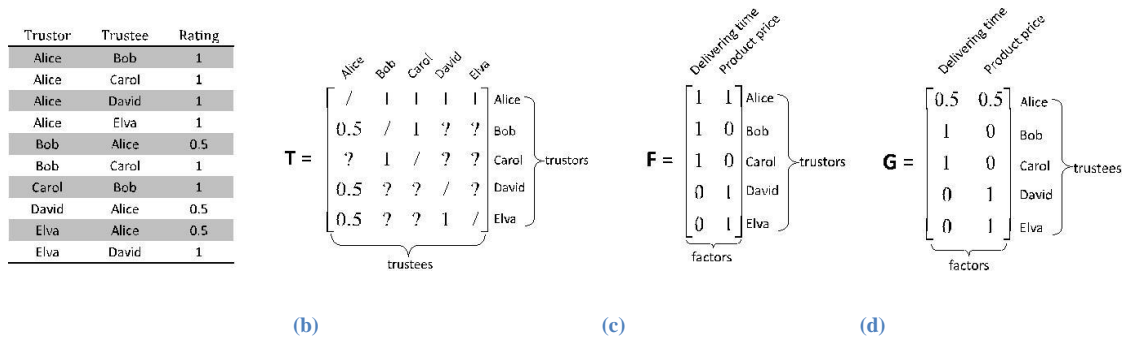 Trustor Trustee Rating
Alice Bob 1
Alice Carol 1
Alice David 1
Alice Elva 1
Bob Alice 0.5
Bob Carol 1
Carol Bob 1
David Alice 0.5
Elva Alice 0.5
Elva David 1
Alice Bob Carol David Elva
/ 1 1 1 1 Alice
0.5 / 1 ? ? Bob
T = ? 1 / ? ? Carol trustors
0.5 ? ? / ? David
0.5 ? ? 1 / Elva
trustees
Delivering time
Product price
1 1 Alice
1 0 Bob
F = 1 0 Carol trustors
0 1 David
0 1 Elva
factors
Delivering time
Product price
0.5 0.5 Alice
1 0 Bob
G = 1 0 Carol trustees
0 1 David
0 1 Elva
factors
(b) (c) (d)